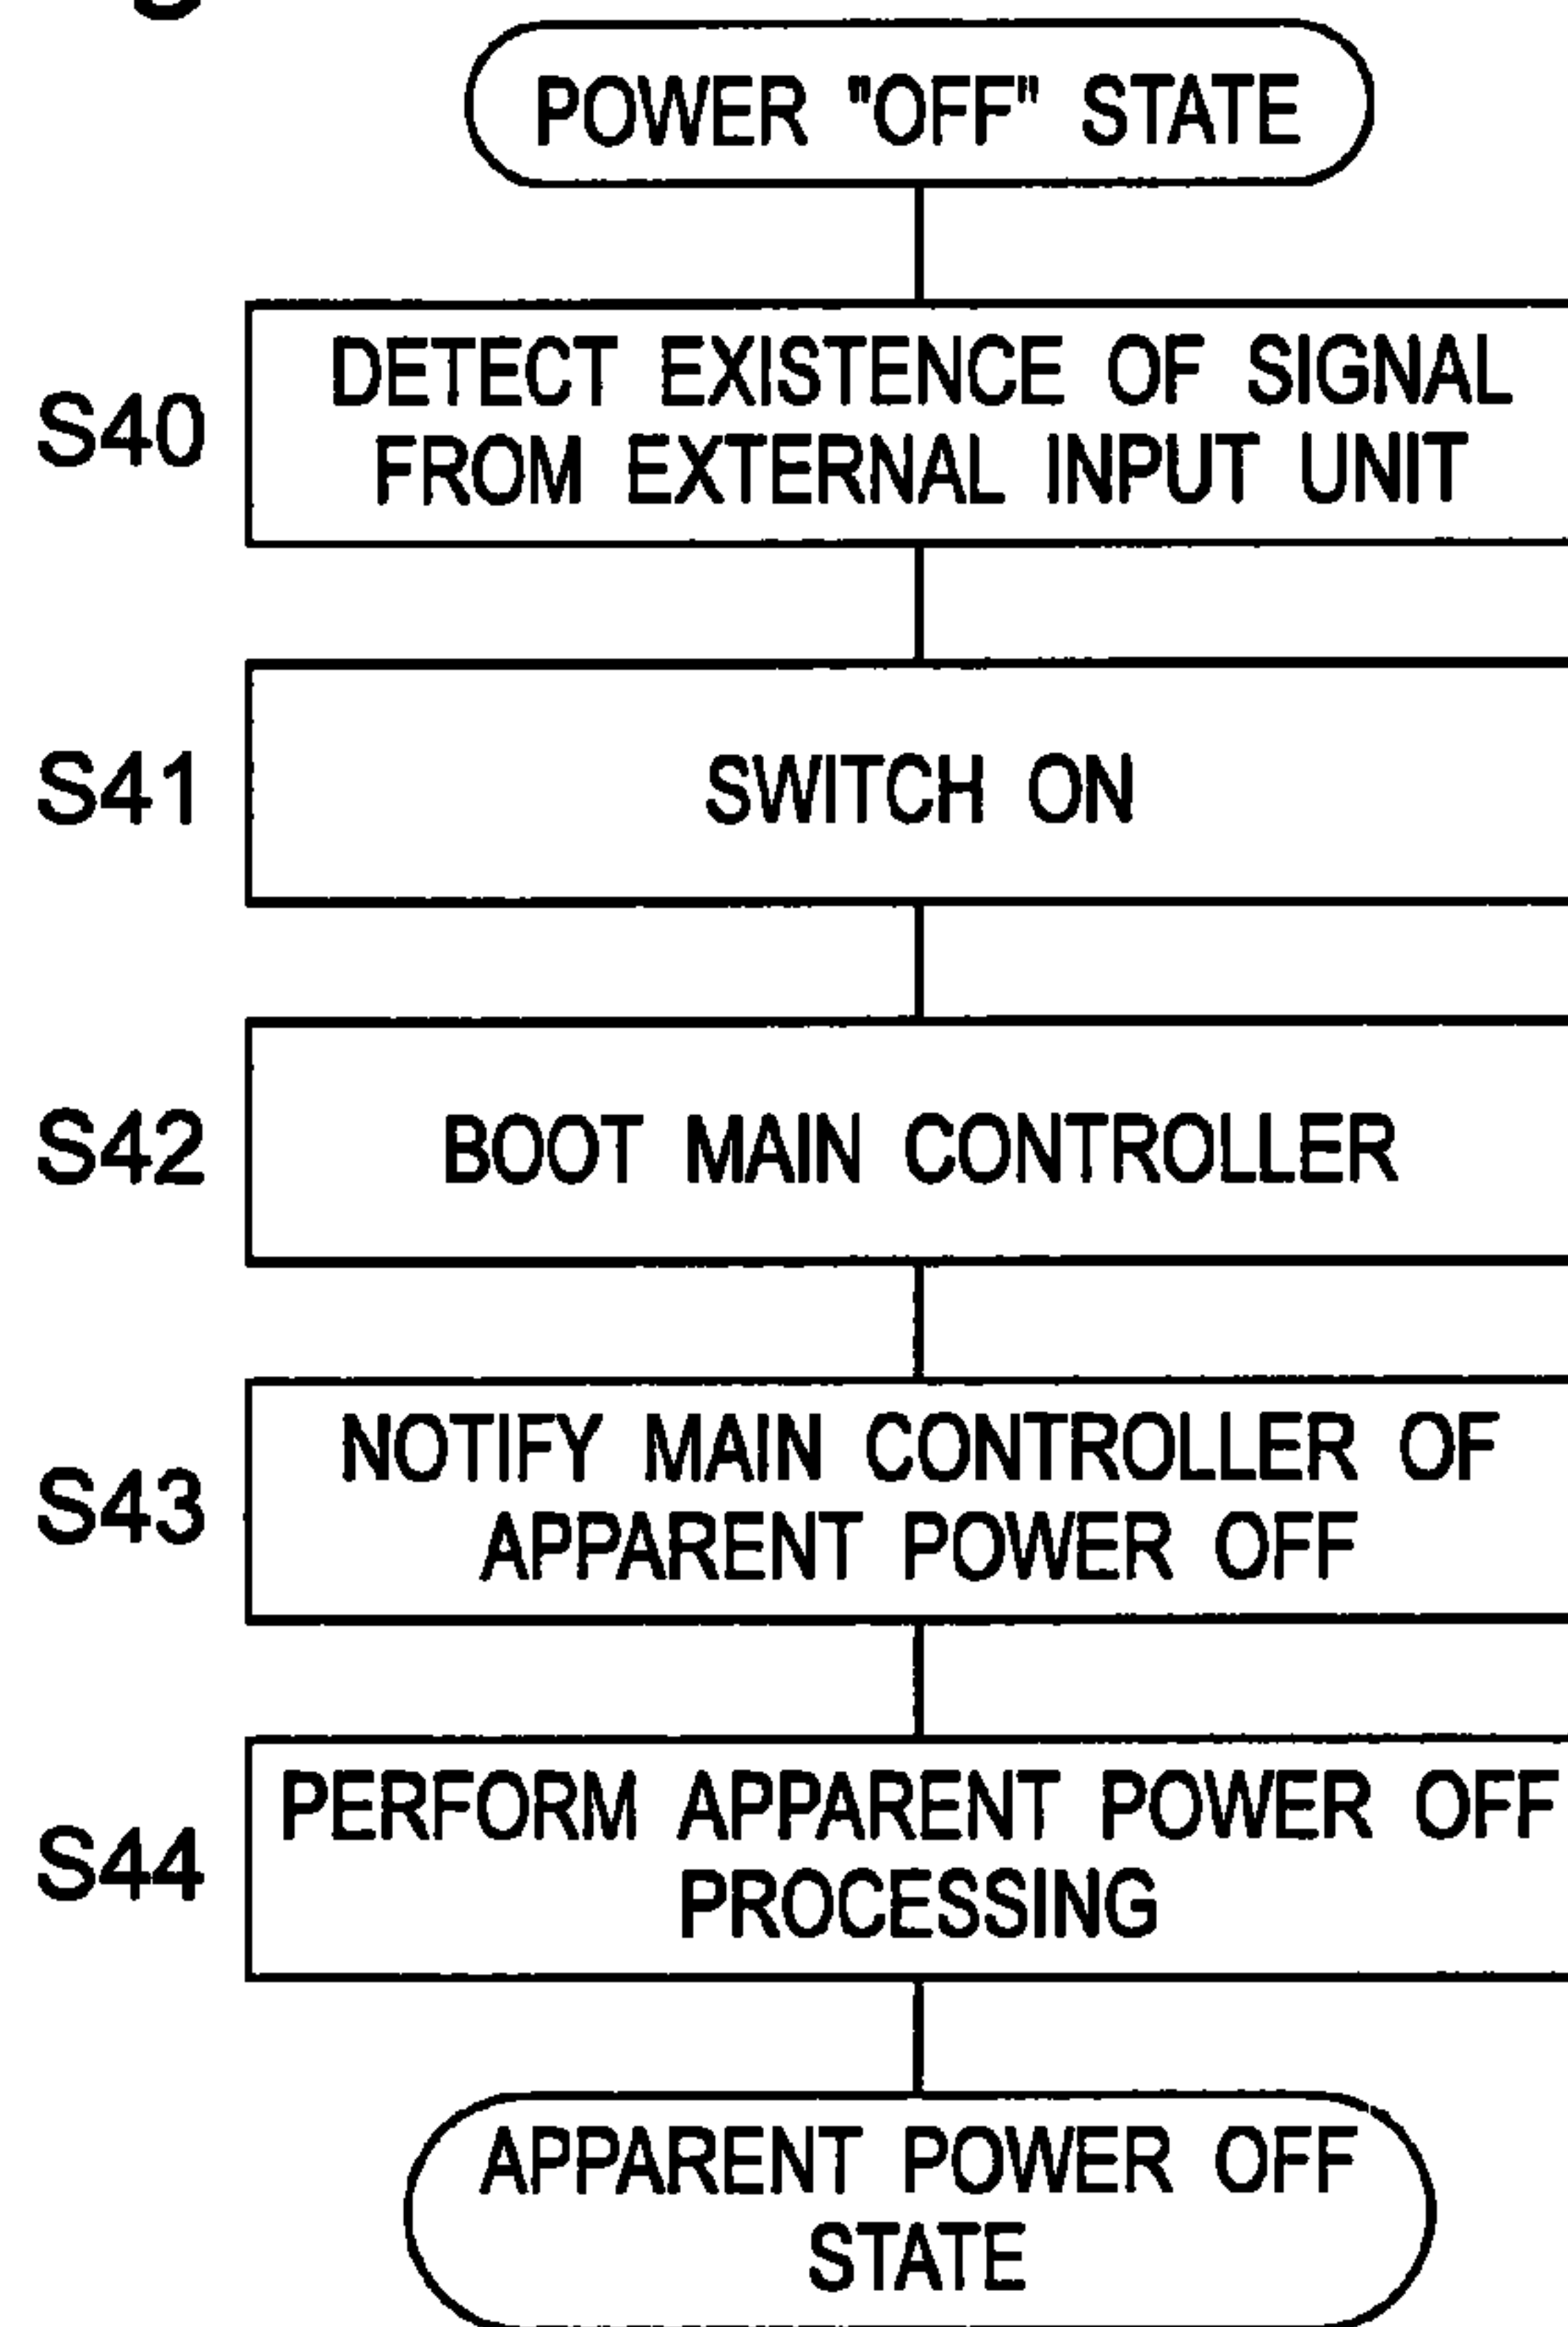 POWER "OFF" STATE
S40
DETECT EXISTENCE OF SIGNAL
FROM EXTERNAL INPUT UNIT
S41
SWITCH ON
S42
BOOT MAIN CONTROLLER
S43
NOTIFY MAIN CONTROLLER OF
APPARENT POWER OFF
S44
PERFORM APPARENT POWER OFF
PROCESSING
APPARENT POWER OFF
STATE